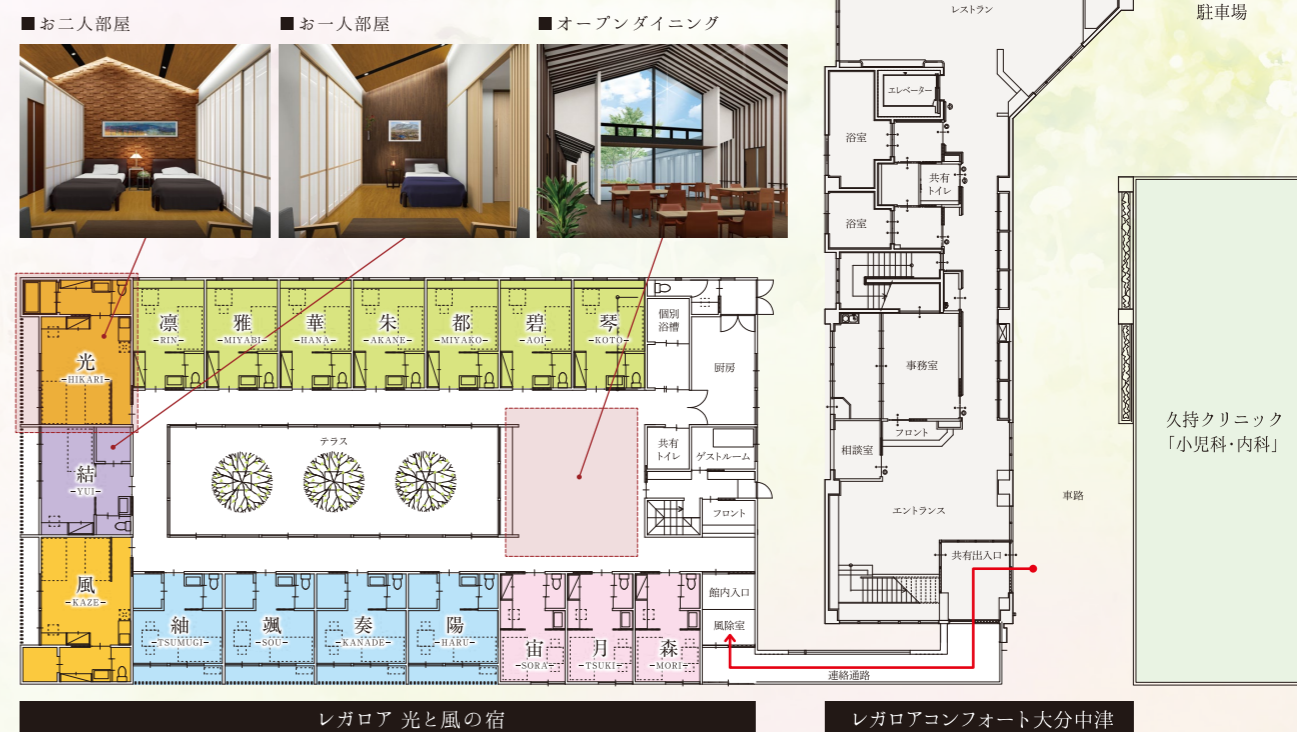 ■お二人部屋
■お一人部屋
■オープンダイニング
レストラン
駐車場
エレベーター
浴室
共有
トイレ
浴室
事務室
フロント
相談室
エントランス
共有出入口
車路
久持クリニック
「小児科・内科」
光
-HIKARI-
凛
-RIN-
雅
-MIYABI-
華
-HANA-
朱
-AKANE-
都
-MIYAKO-
碧
-AOI-
琴
-KOTO-
個別
浴槽
厨房
結
-YUI-
テラス
共有
トイレ
ゲストルーム
フロント
風
-KAZE-
紬
-TSUMUGI-
颯
-SOU-
奏
-KANADE-
陽
-HARU-
宙
-SORA-
月
-TSUKI-
森
-MORI-
館内入口
風除室
連絡通路
レガロア 光と風の宿
レガロアコンフォート大分中津